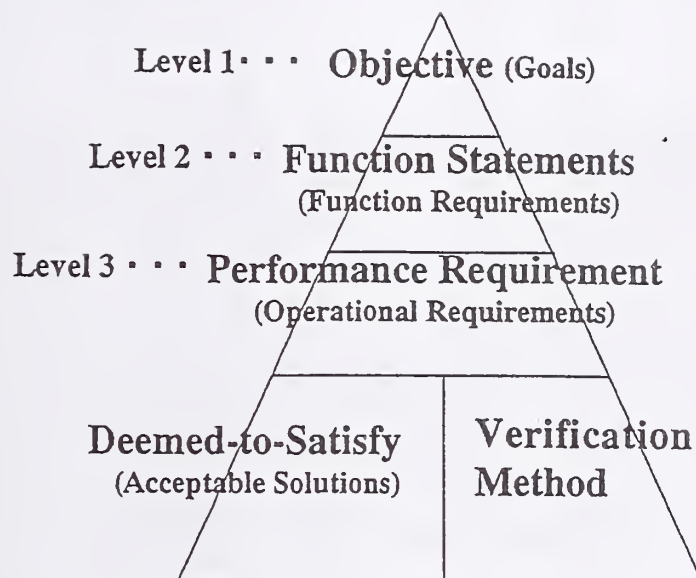 Level 1 · · · Objective (Goals)
Level 2 · · · Function Statements
(Function Requirements)
Level 3 · · · Performance Requirement
(Operational Requirements)
Deemed-to-Satisfy
(Acceptable Solutions)
Verification
Method